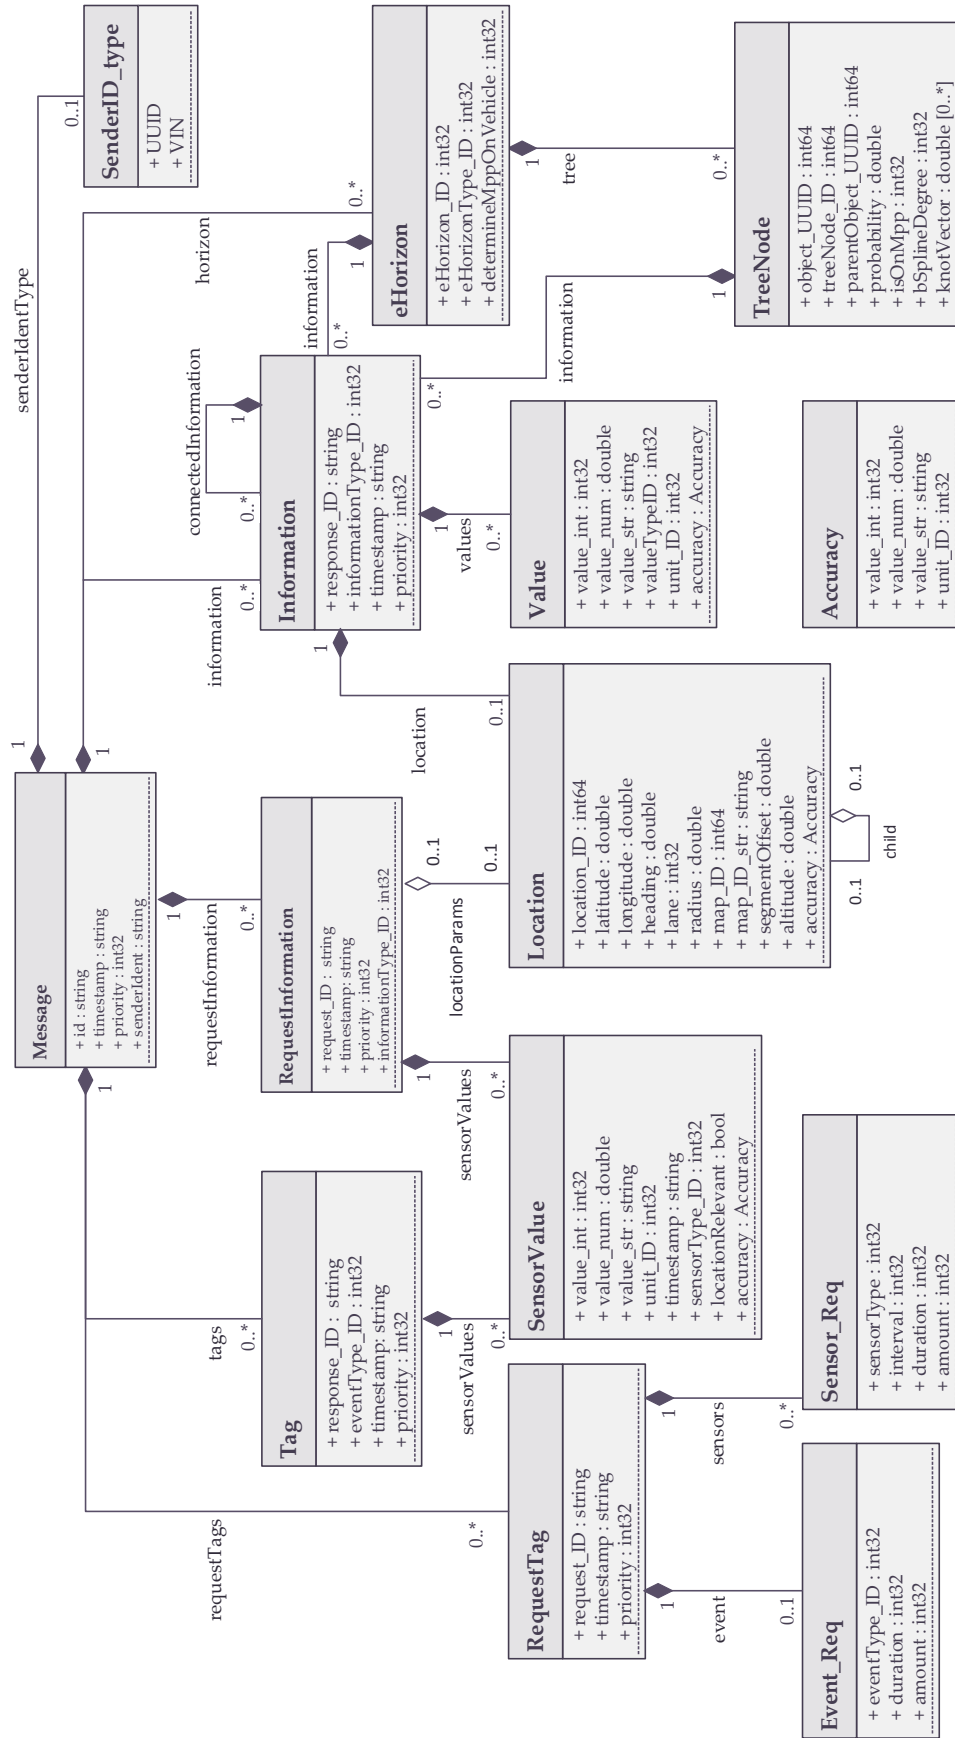 senderIdentType
1
0..1
SenderID_type
+ UUID
+ VIN
Message
+ id : string
+ timestamp : string
+ priority : int32
+ senderIdent : string
1
1
1
1
requestTags
0..*
tags
0..*
requestInformation
0..*
information
0..*
horizon
0..*
Tag
+ response_ID : string
+ eventType_ID : int32
+ timestamp: string
+ priority : int32
RequestInformation
+ request_ID : string
+ timestamp: string
+ priority : int32
+ informationType_ID : int32
connectedInformation
0..*
1
Information
+ response_ID : string
+ informationType_ID : int32
+ timestamp : string
+ priority : int32
information
0..*
1
eHorizon
+ eHorizon_ID : int32
+ eHorizonType_ID : int32
+ determineMppOnVehicle : int32
1
sensorValues
0..*
1
sensorValues
0..*
locationParams
0..1
0..1
1
location
0..1
1
values
0..*
0..*
information
1
1
tree
0..*
RequestTag
+ request_ID : string
+ timestamp : string
+ priority : int32
SensorValue
+ value_int : int32
+ value_num : double
+ value_str : string
+ unit_ID : int32
+ timestamp : string
+ sensorType_ID : int32
+ locationRelevant : bool
+ accuracy : Accuracy
Location
+ location_ID : int64
+ latitude : double
+ longitude : double
+ heading : double
+ lane : int32
+ radius : double
+ map_ID : int64
+ map_ID_str : string
+ segmentOffset : double
+ altitude : double
+ accuracy : Accuracy
0..1
0..1
child
Value
+ value_int : int32
+ value_num : double
+ value_str : string
+ valueTypeID : int32
+ unit_ID : int32
+ accuracy : Accuracy
TreeNode
+ object_UUID : int64
+ treeNode_ID : int64
+ parentObject_UUID : int64
+ probability : double
+ isOnMpp : int32
+ bSplineDegree : int32
+ knotVector : double [0..*]
1
event
0..1
1
sensors
0..*
Event_Req
+ eventType_ID : int32
+ duration : int32
+ amount : int32
Sensor_Req
+ sensorType : int32
+ interval : int32
+ duration : int32
+ amount : int32
Accuracy
+ value_int : int32
+ value_num : double
+ value_str : string
+ unit_ID : int32